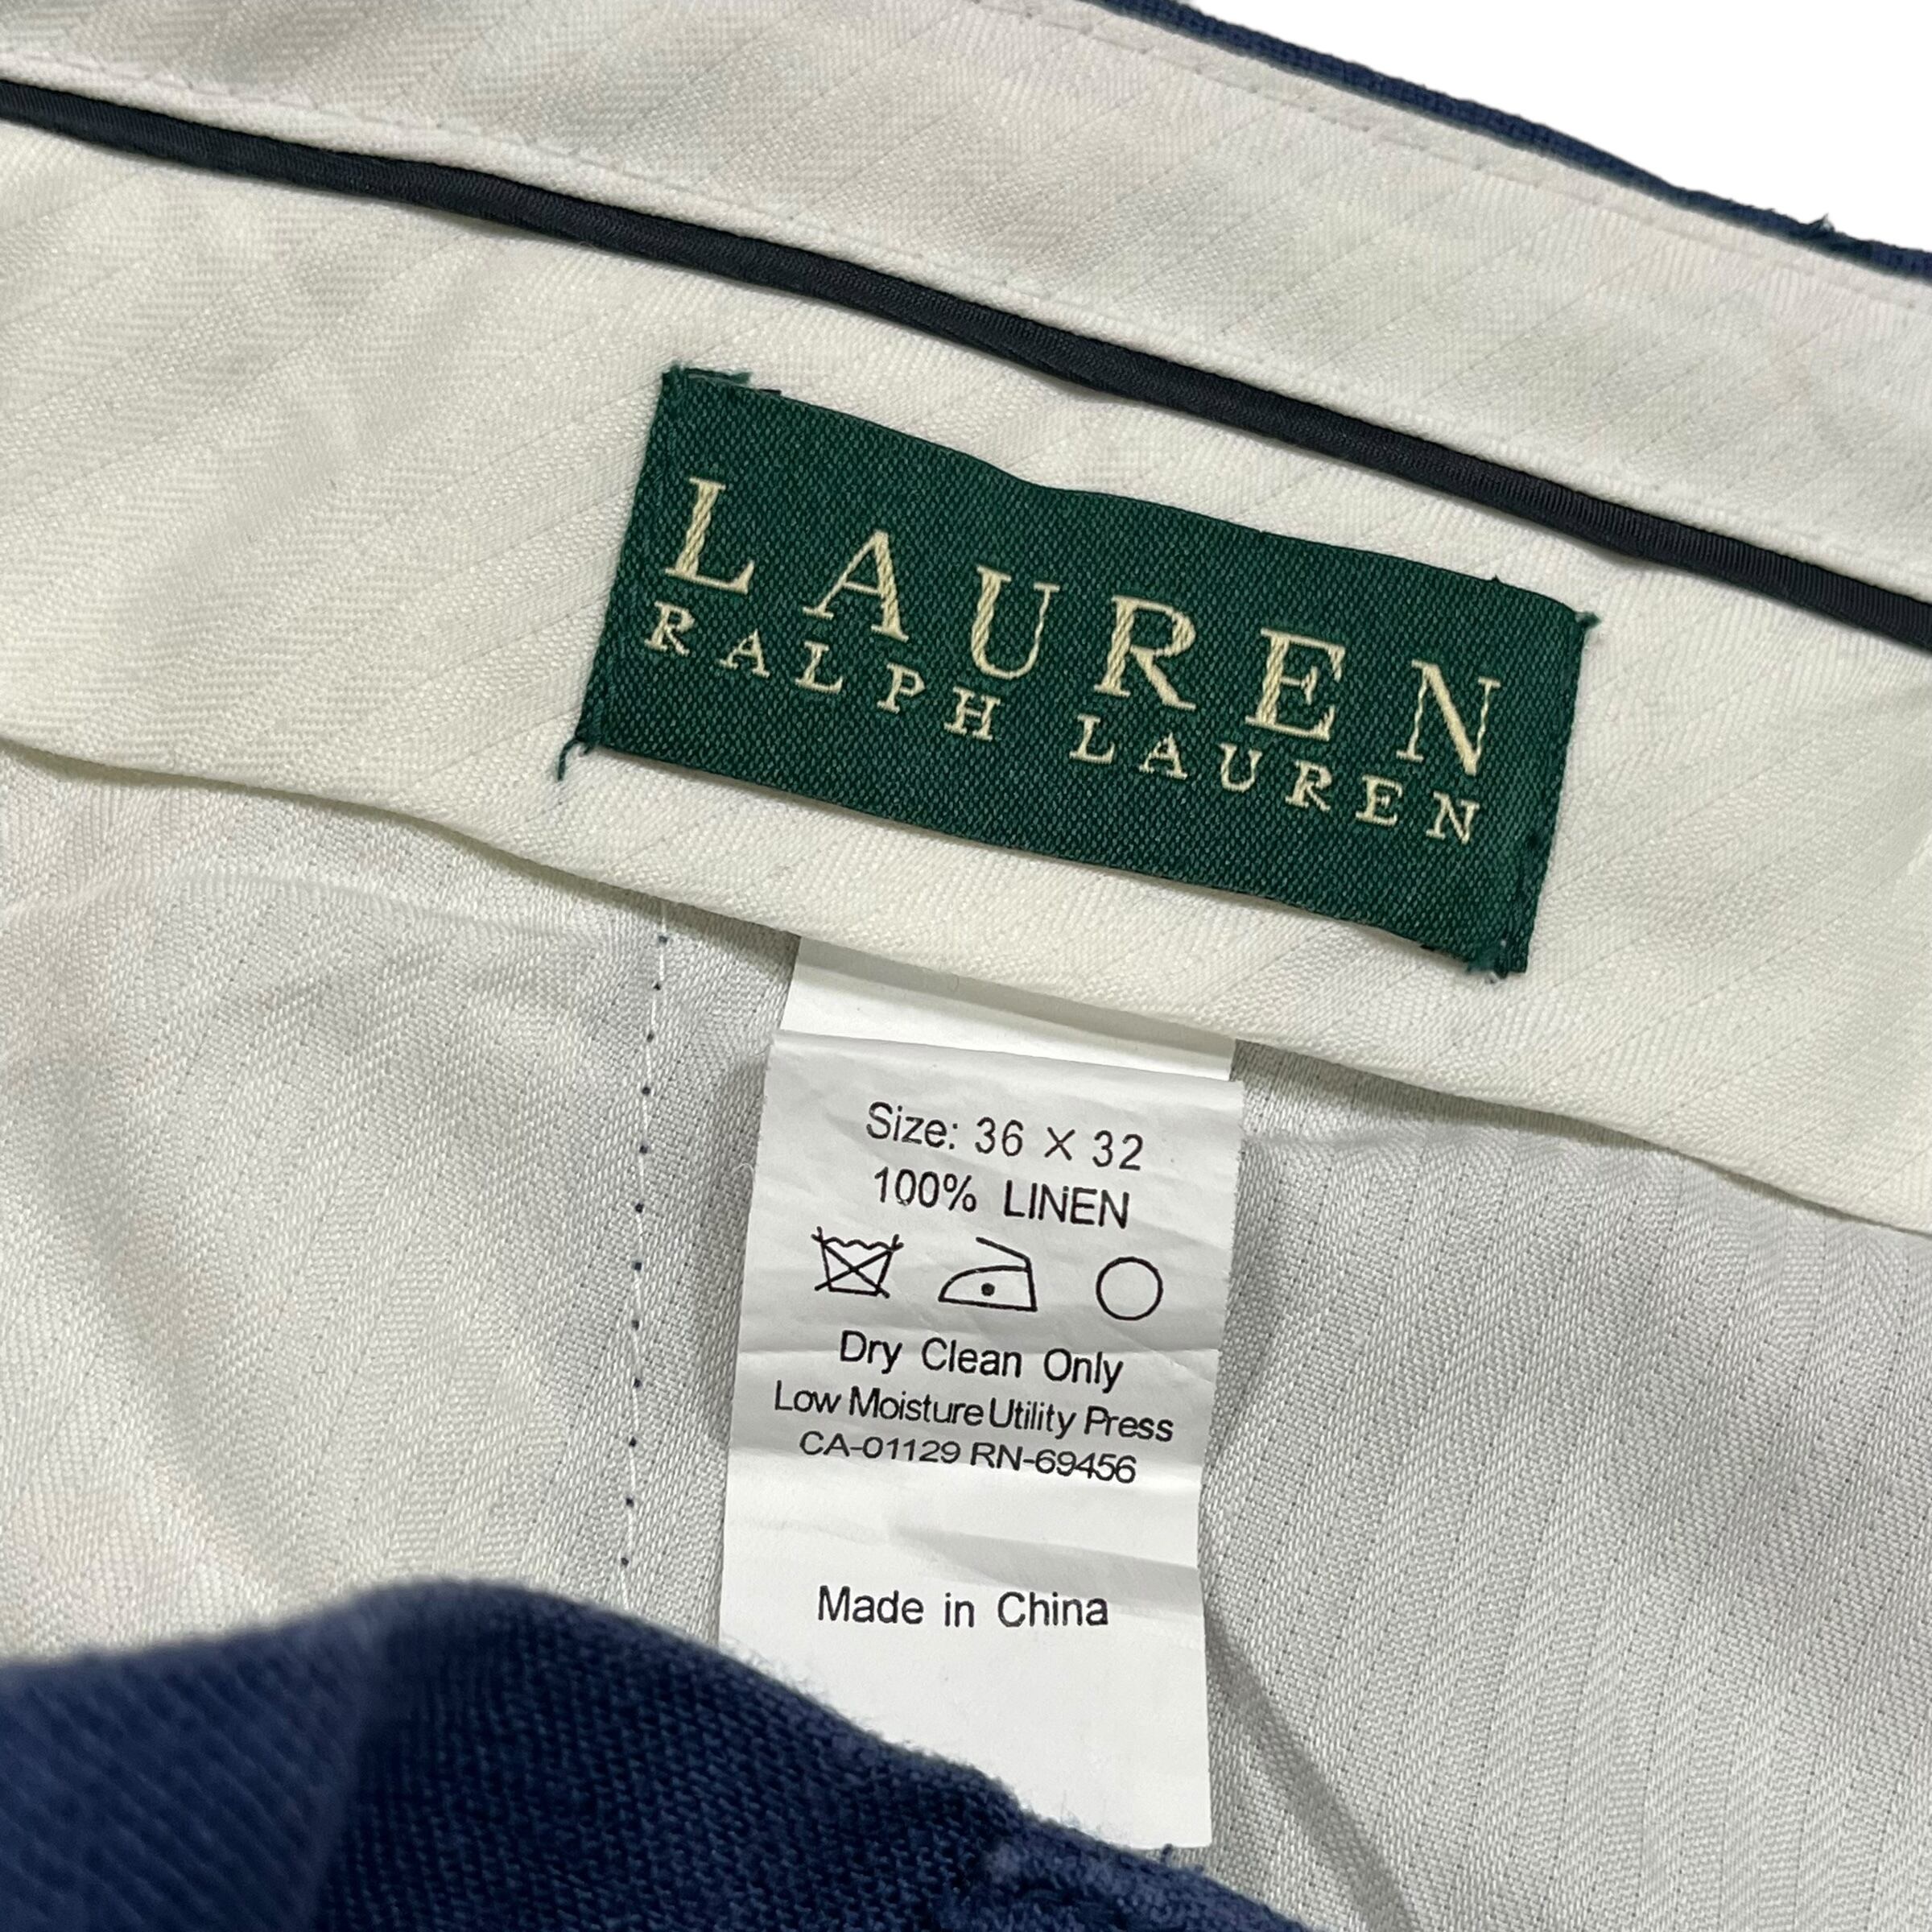 LAUREN
RALPH LAUREN
Size: 36 X 32
100% LINEN
Dry Clean Only
Low Moisture Utility Press
CA-01129 RN-69456
Made in China